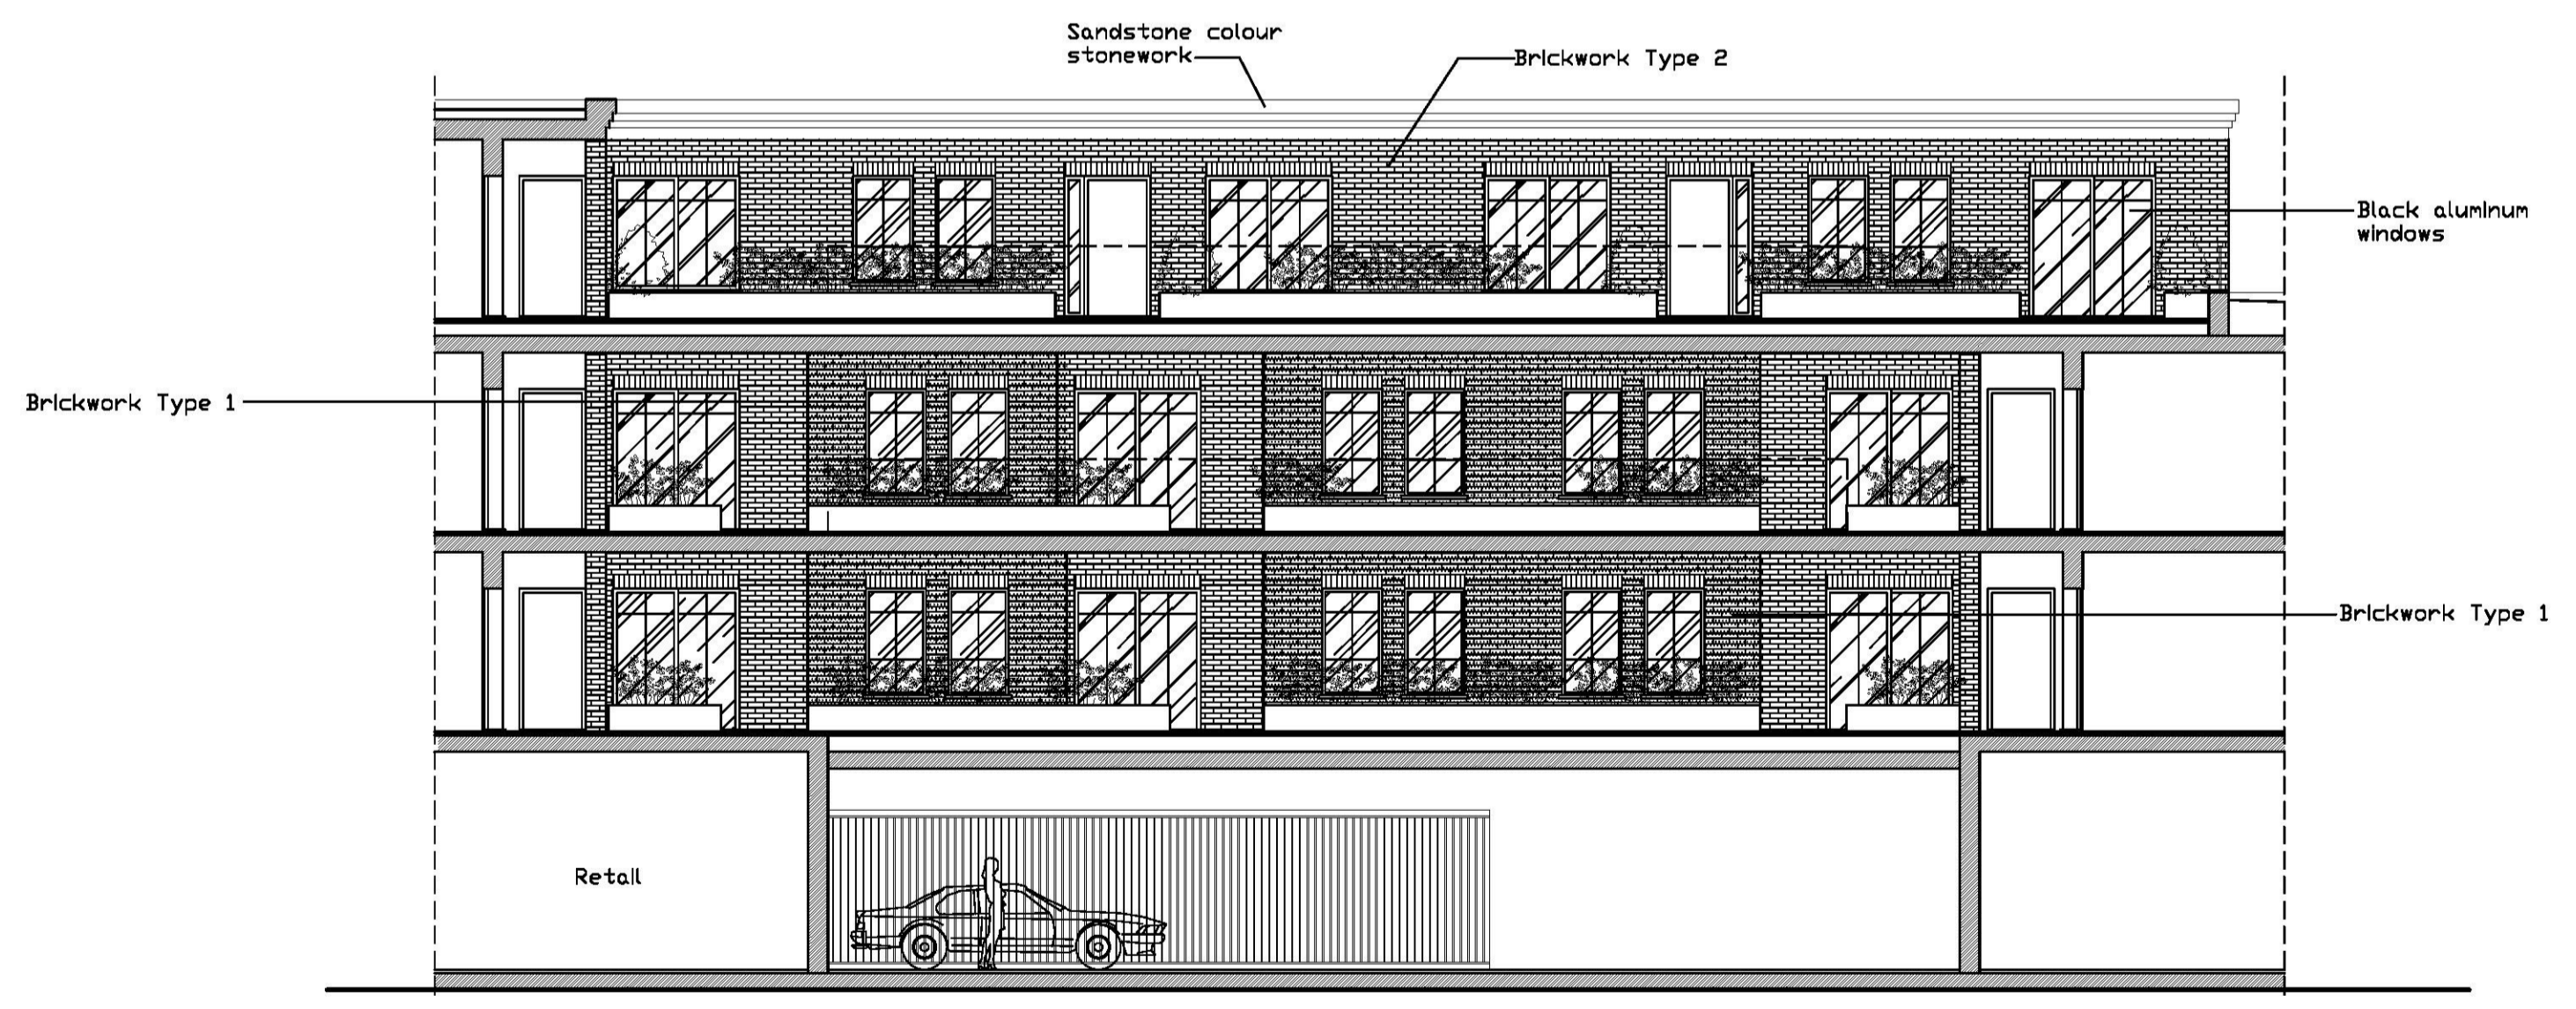 Sandstone colour
stonework
Brickwork Type 2
Black aluminum
windows
Brickwork Type 1
Brickwork Type 1
Retail